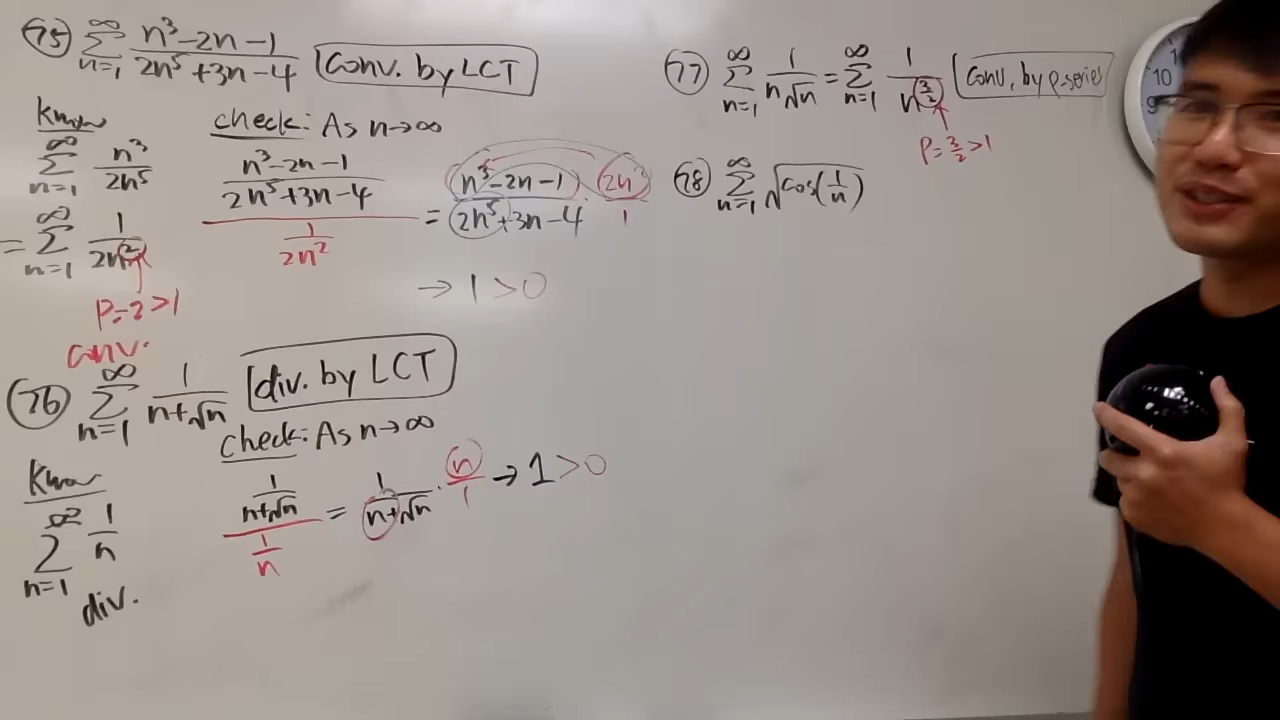 75 ∑_{n=1}^{∞} (n³-2n-1)/(2n⁵+3n-4) Conv. by LCT
Know
∑_{n=1}^{∞} n³/2n⁵
= ∑_{n=1}^{∞} 1/2n²
P=2>1
conv.
check: As n→∞
((n³-2n-1)/(2n⁵+3n-4))/(1/2n²) = (n³-2n-1)/(2n⁵+3n-4) · 2n²/1
→ 1 >0
76 ∑_{n=1}^{∞} 1/(n+√n) div. by LCT
Know
∑_{n=1}^{∞} 1/n
div.
check: As n→∞
(1/(n+√n))/(1/n) = 1/(n+√n) · n/1 → 1 >0
77 ∑_{n=1}^{∞} 1/(n√n) = ∑_{n=1}^{∞} 1/n^{3/2} Conv. by p-series
P=3/2>1
78 ∑_{n=1}^{∞} √(cos(1/n))
10
9